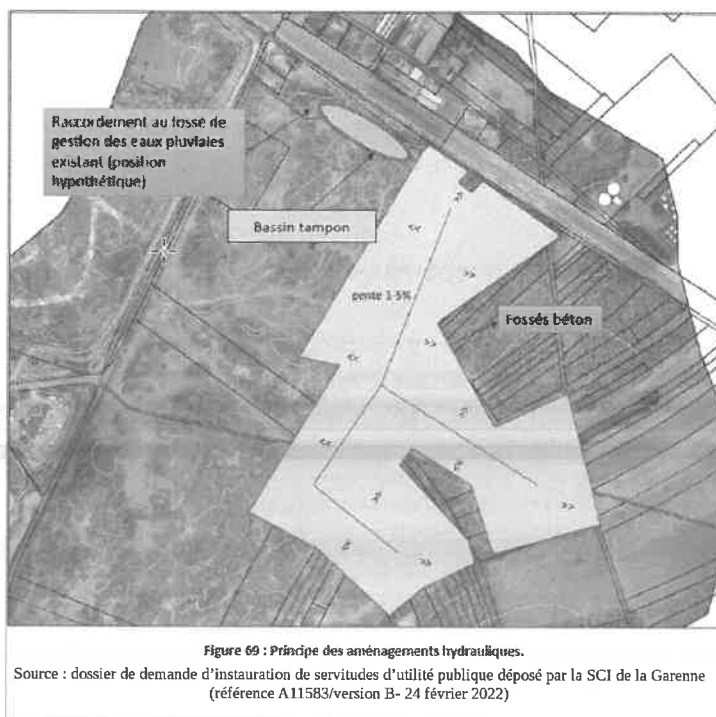 Raccordement au fossé de
gestion des eaux pluviales
existant (position
hypothétique)
Bassin tampon
pente 1-5%
Fossés béton
Figure 69 : Principe des aménagements hydrauliques.
Source : dossier de demande d'instauration de servitudes d'utilité publique déposé par la SCI de la Garenne
(référence A11583/version B- 24 février 2022)